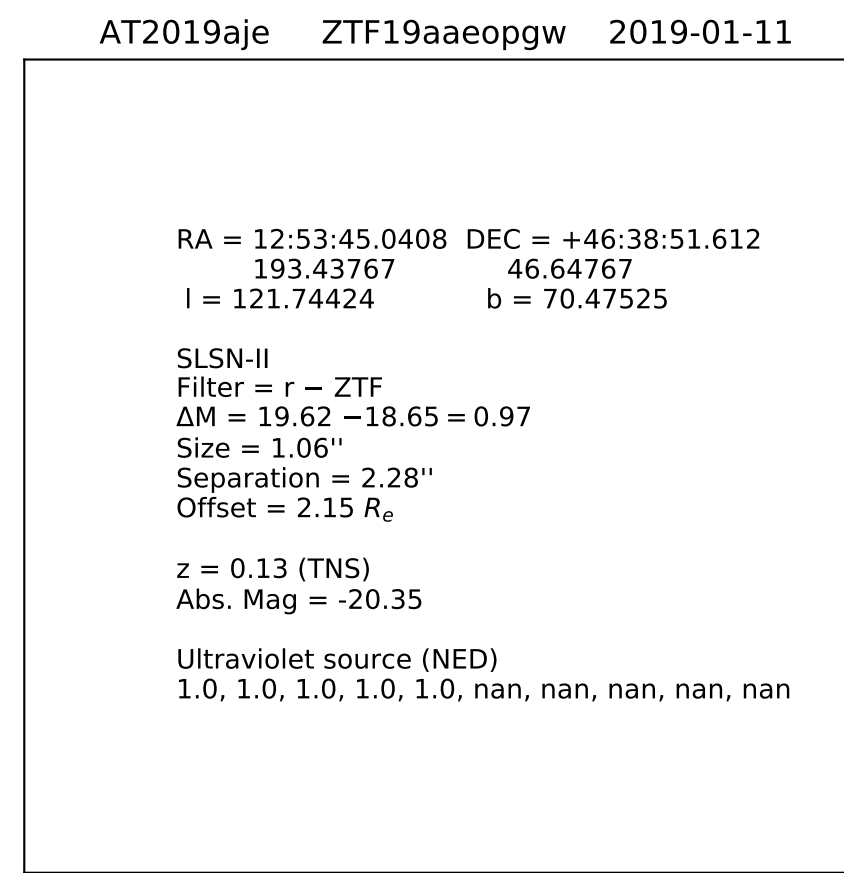 AT2019aje ZTF19aaeopgw 2019-01-11
RA = 12:53:45.0408 DEC = +46:38:51.612
193.43767 46.64767
l = 121.74424 b = 70.47525
SLSN-II
Filter = r − ZTF
ΔM = 19.62 −18.65 = 0.97
Size = 1.06''
Separation = 2.28''
Offset = 2.15 Rₑ
z = 0.13 (TNS)
Abs. Mag = -20.35
Ultraviolet source (NED)
1.0, 1.0, 1.0, 1.0, 1.0, nan, nan, nan, nan, nan